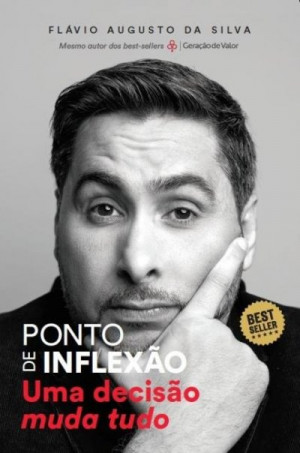 FLÁVIO AUGUSTO DA SILVA
Mesmo autor dos best-sellers | Geração de Valor
PONTO
DE INFLEXÃO
Uma decisão
muda tudo
BEST
SELLER